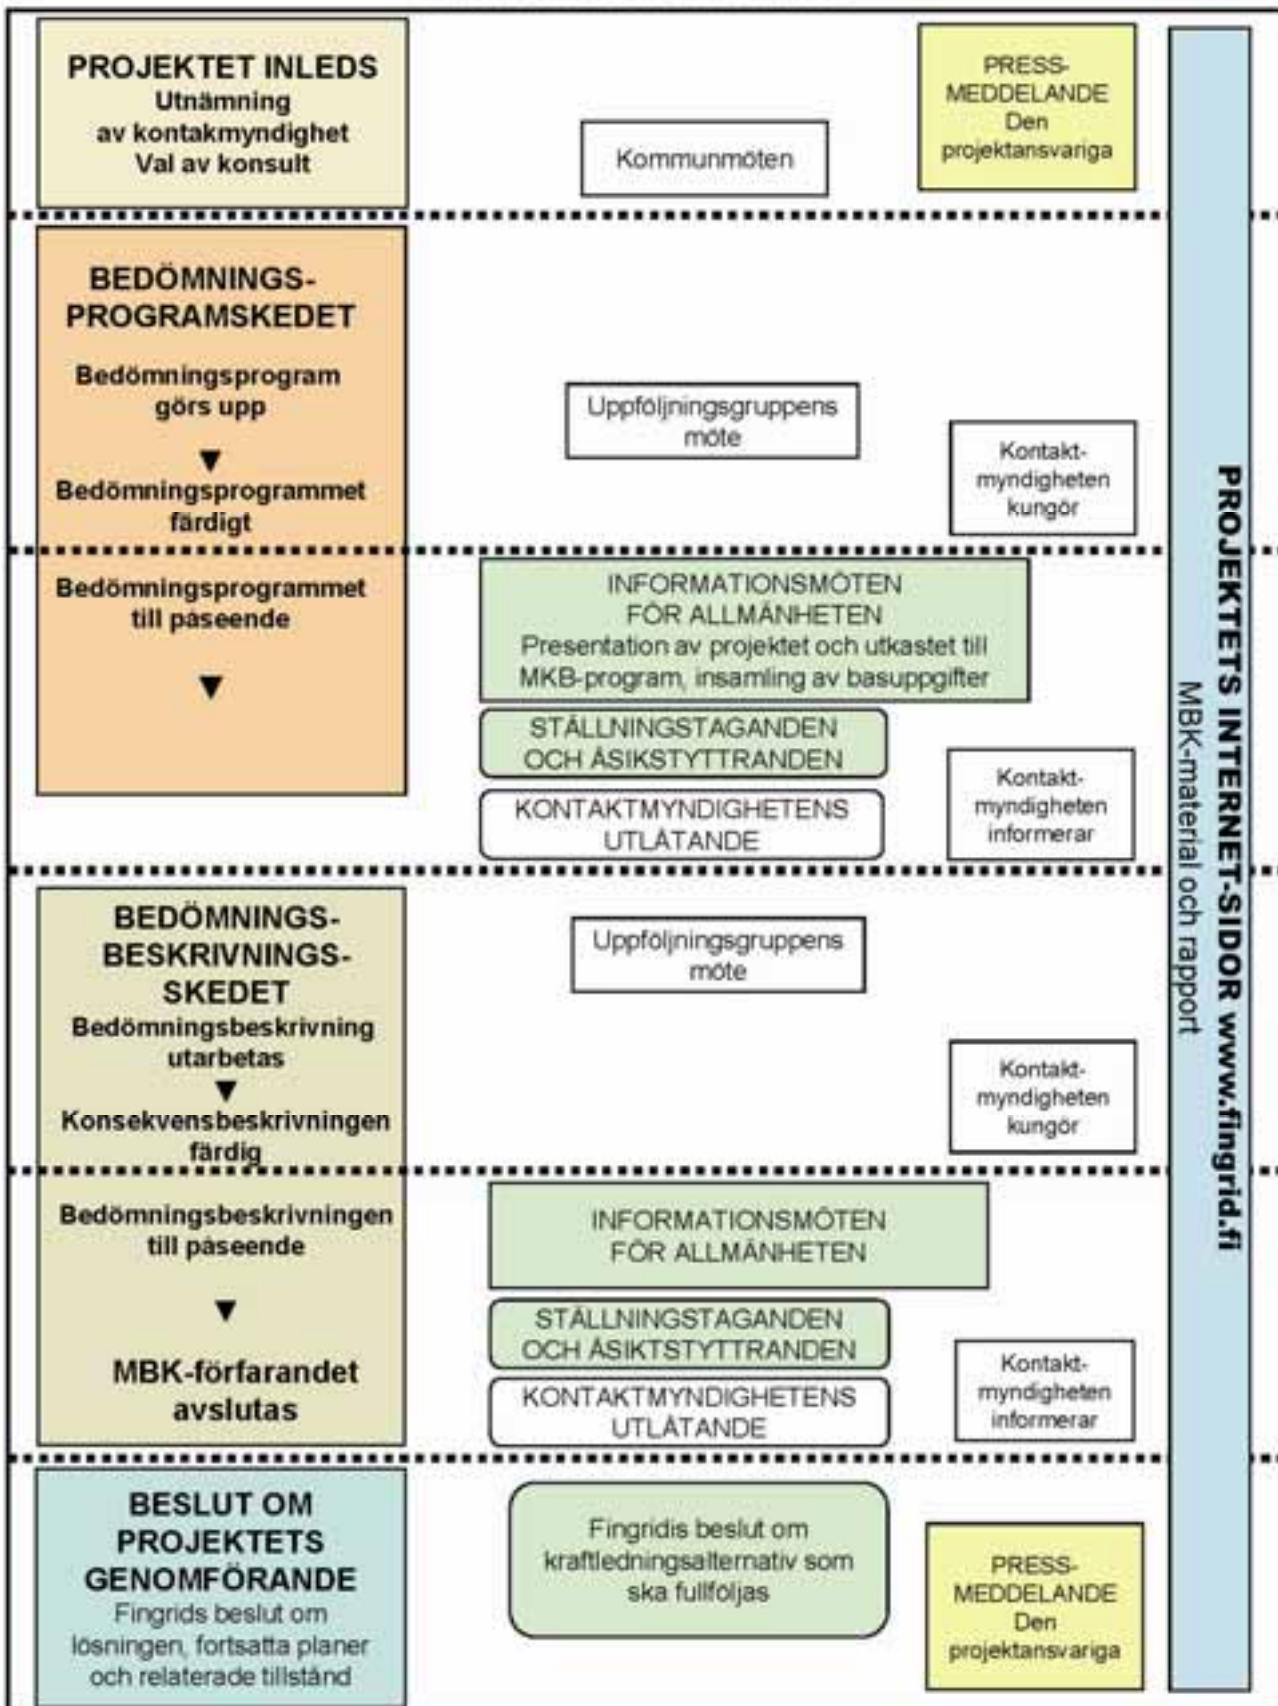 PROJEKTET INLEDS
Utnämning
av kontakmyndighet
Val av konsult
Kommunmöten
PRESS-
MEDDELANDE
Den
projektansvariga
BEDÖMNINGS-
PROGRAMSKEDET
Bedömningsprogram
görs upp
▼
Bedömningsprogrammet
färdigt
Uppföljningsgruppens
möte
Kontakt-
myndigheten
kungör
Bedömningsprogrammet
till påseende
▼
INFORMATIONSMÖTEN
FÖR ALLMÄNHETEN
Presentation av projektet och utkastet till
MKB-program, insamling av basuppgifter
STÄLLNINGSTAGANDEN
OCH ÅSIKSTYTTRANDEN
KONTAKTMYNDIGHETENS
UTLÅTANDE
Kontakt-
myndigheten
informerar
BEDÖMNINGS-
BESKRIVNINGS-
SKEDET
Bedömningsbeskrivning
utarbetas
▼
Konsekvensbeskrivningen
färdig
Uppföljningsgruppens
möte
Kontakt-
myndigheten
kungör
Bedömningsbeskrivningen
till påseende
▼
MBK-förfarandet
avslutas
INFORMATIONSMÖTEN
FÖR ALLMÄNHETEN
STÄLLNINGSTAGANDEN
OCH ÅSIKTSTYTTRANDEN
KONTAKTMYNDIGHETENS
UTLÅTANDE
Kontakt-
myndigheten
informerar
BESLUT OM
PROJEKTETS
GENOMFÖRANDE
Fingrids beslut om
lösningen, fortsatta planer
och relaterade tillstånd
Fingridis beslut om
kraftledningsalternativ som
ska fullföljas
PRESS-
MEDDELANDE
Den
projektansvariga
PROJEKTETS INTERNET-SIDOR www.fingrid.fi
MBK-material och rapport